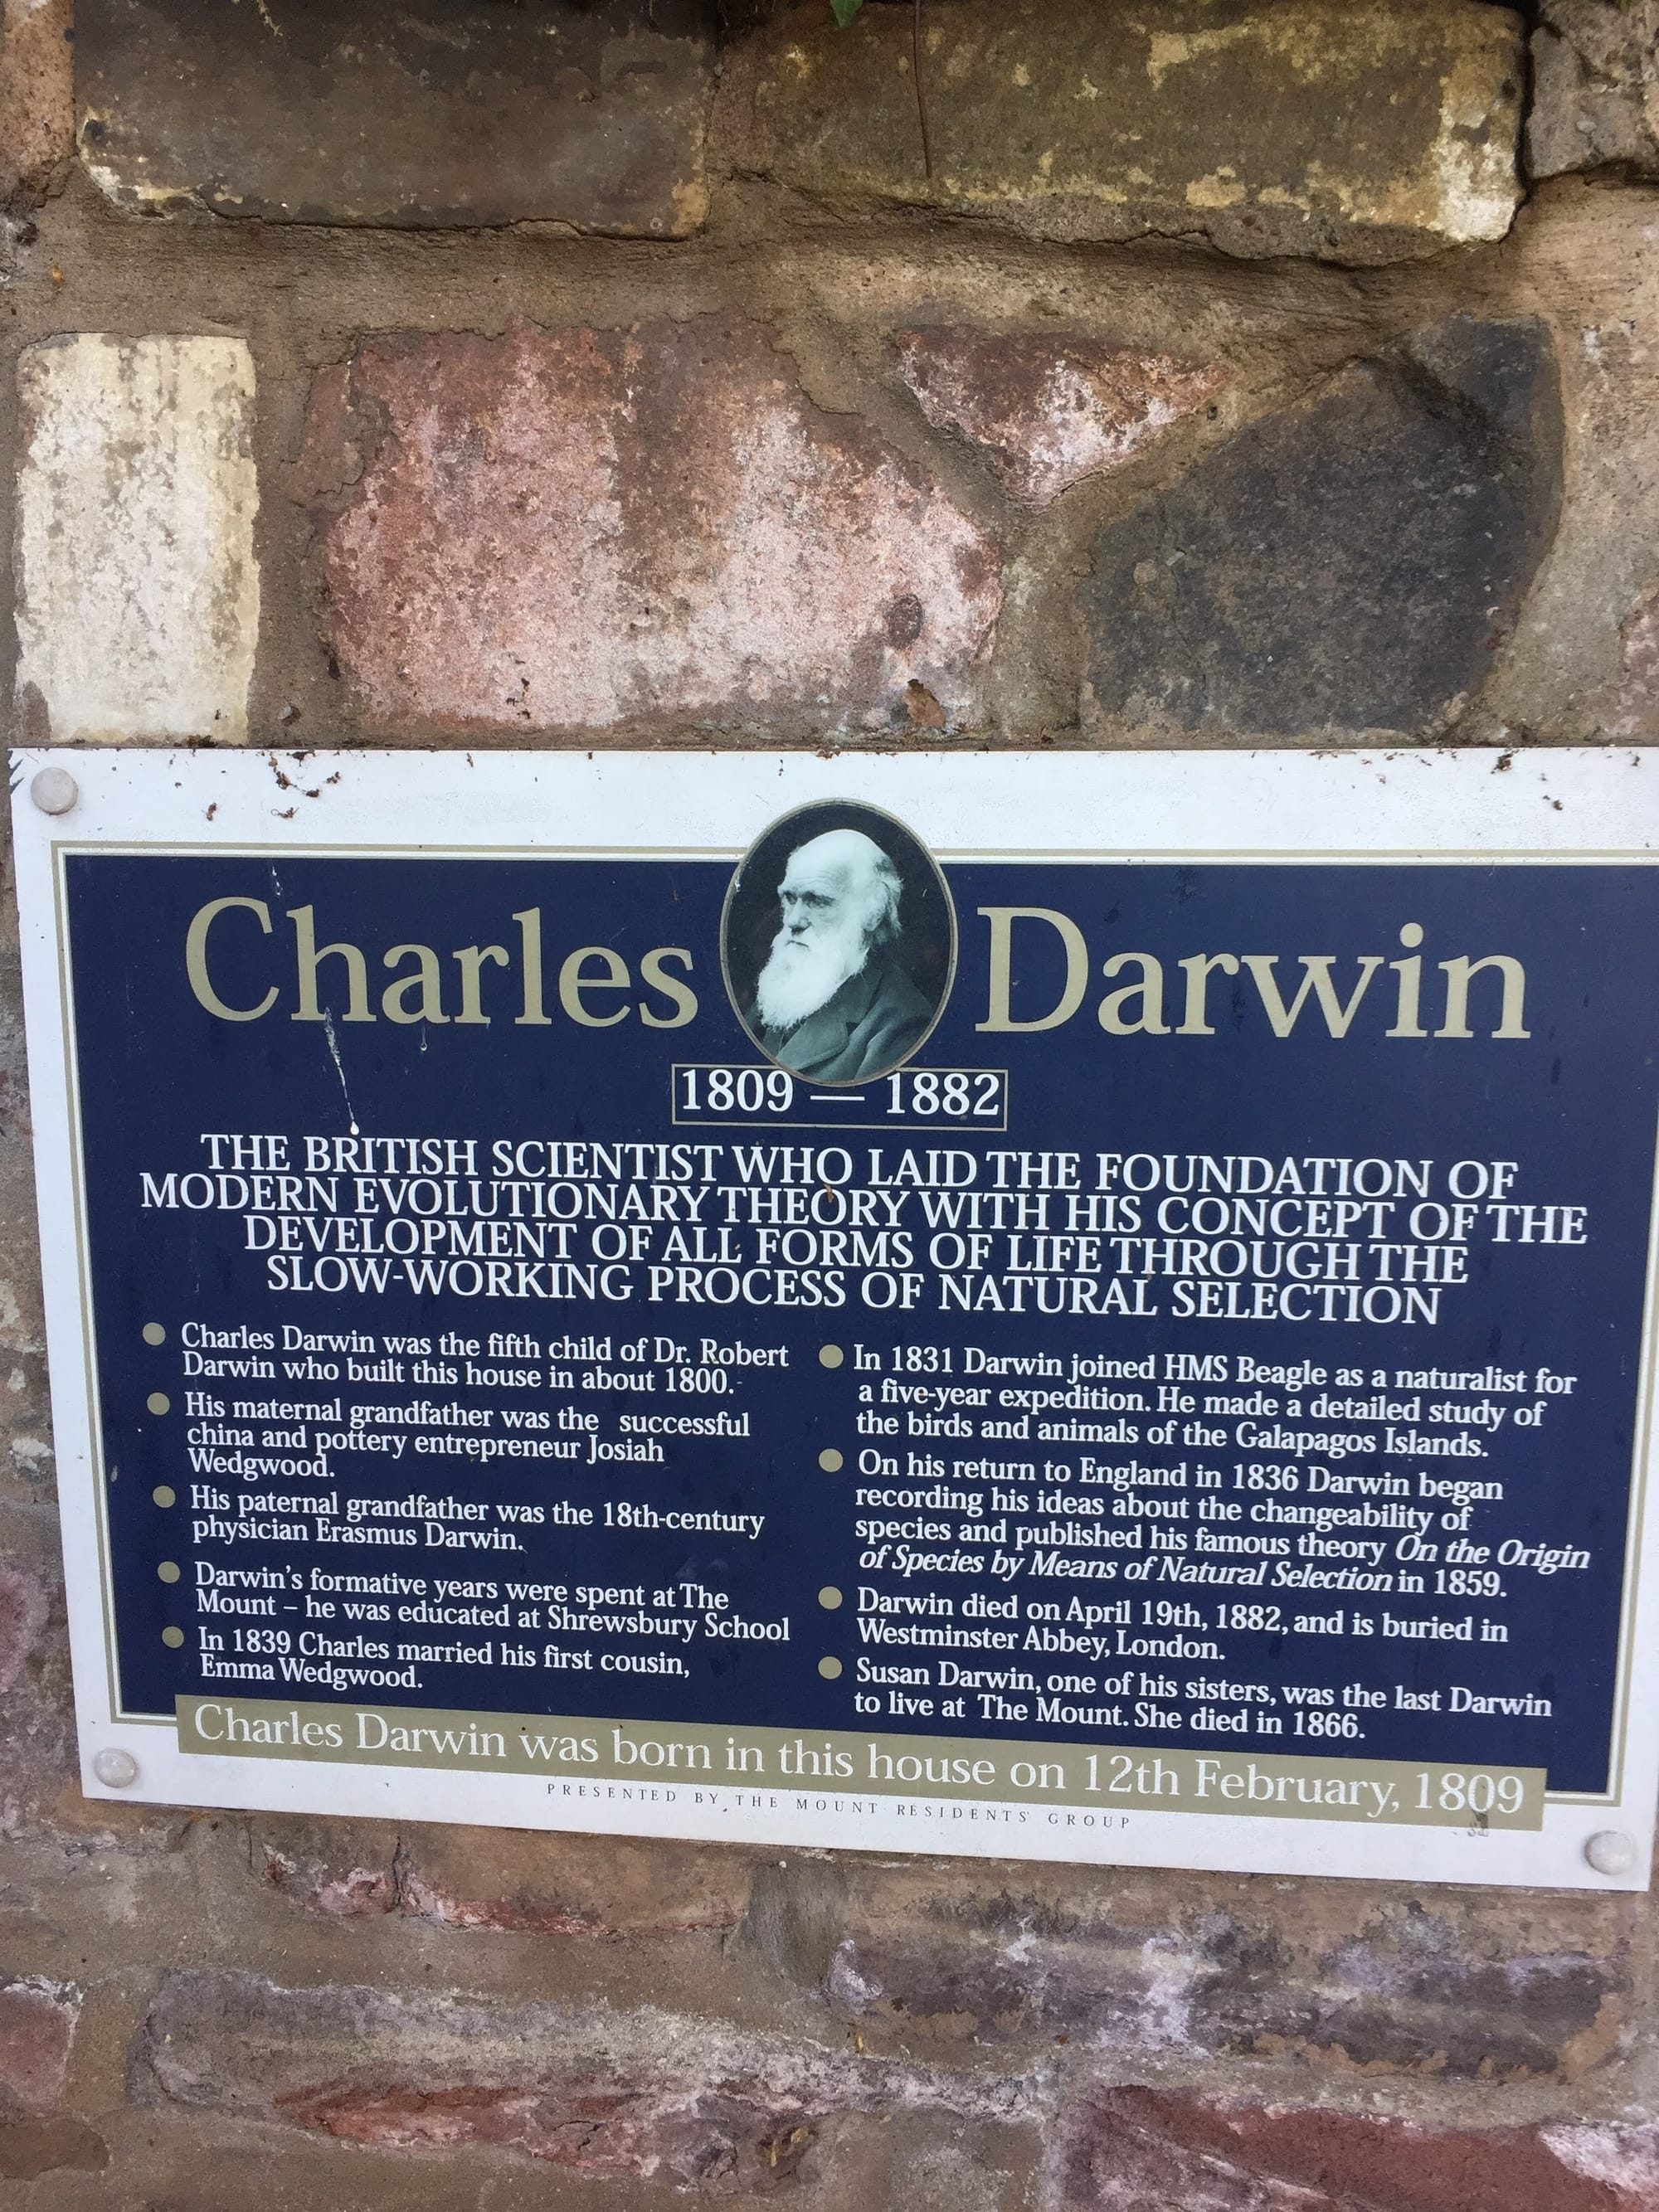 Charles Darwin
1809 — 1882
THE BRITISH SCIENTIST WHO LAID THE FOUNDATION OF
MODERN EVOLUTIONARY THEORY WITH HIS CONCEPT OF THE
DEVELOPMENT OF ALL FORMS OF LIFE THROUGH THE
SLOW-WORKING PROCESS OF NATURAL SELECTION
Charles Darwin was the fifth child of Dr. Robert
Darwin who built this house in about 1800.
His maternal grandfather was the successful
china and pottery entrepreneur Josiah
Wedgwood.
His paternal grandfather was the 18th-century
physician Erasmus Darwin.
Darwin's formative years were spent at The
Mount – he was educated at Shrewsbury School
In 1839 Charles married his first cousin,
Emma Wedgwood.
In 1831 Darwin joined HMS Beagle as a naturalist for
a five-year expedition. He made a detailed study of
the birds and animals of the Galapagos Islands.
On his return to England in 1836 Darwin began
recording his ideas about the changeability of
species and published his famous theory On the Origin
of Species by Means of Natural Selection in 1859.
Darwin died on April 19th, 1882, and is buried in
Westminster Abbey, London.
Susan Darwin, one of his sisters, was the last Darwin
to live at The Mount. She died in 1866.
Charles Darwin was born in this house on 12th February, 1809
PRESENTED BY THE MOUNT RESIDENTS' GROUP